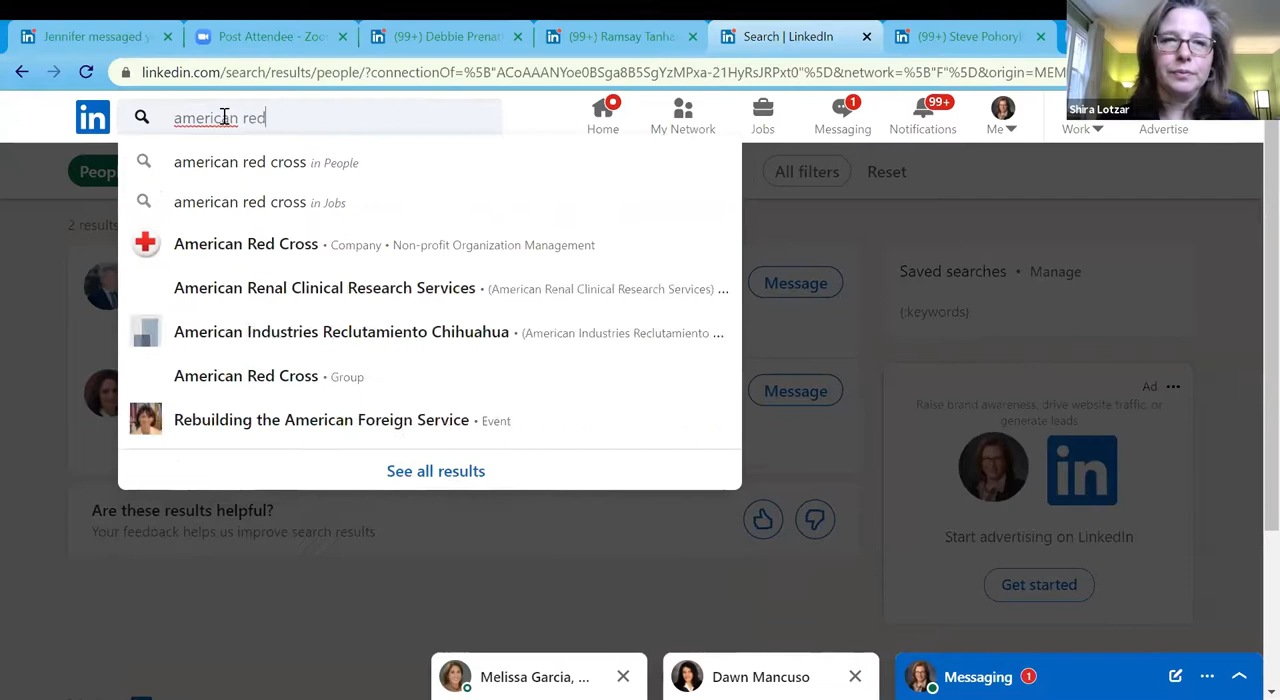 Jennifer messaged y
Post Attendee - Zoo
(99+) Debbie Prenat
(99+) Ramsay Tanha
Search | LinkedIn
(99+) Steve Pohoryl
linkedin.com/search/results/people/?connectionOf=%5B"ACoAAANYoe0BSga8B5SgYzMPxa-21HyRsJRPxt0"%5D&network=%5B"F"%5D&origin=MEM
Shira Lotzar
in
american red
Home
My Network
Jobs
1
Messaging
99+
Notifications
Me
Work
Advertise
Peop
All filters
Reset
american red cross in People
american red cross in Jobs
American Red Cross • Company • Non-profit Organization Management
American Renal Clinical Research Services • (American Renal Clinical Research Services) ...
American Industries Reclutamiento Chihuahua • (American Industries Reclutamiento ...
American Red Cross • Group
Rebuilding the American Foreign Service • Event
See all results
2 results
Message
Message
Saved searches • Manage
{:keywords}
Ad
Raise brand awareness, drive website traffic, or
generate leads
in
Start advertising on LinkedIn
Get started
Are these results helpful?
Your feedback helps us improve search results
Melissa Garcia, ...
Dawn Mancuso
Messaging 1